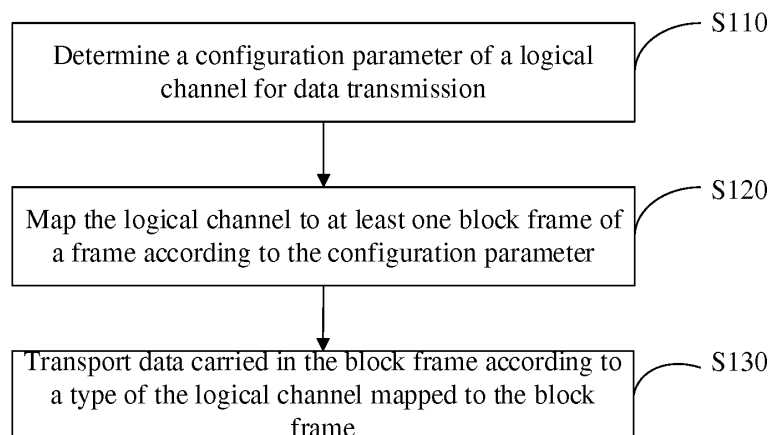 S110
Determine a configuration parameter of a logical
channel for data transmission
S120
Map the logical channel to at least one block frame of
a frame according to the configuration parameter
S130
Transport data carried in the block frame according to
a type of the logical channel mapped to the block
frame